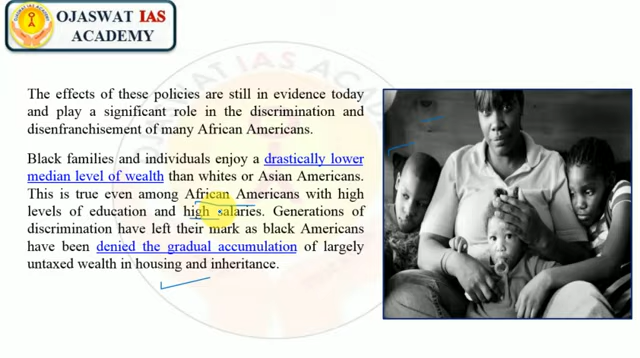 OJASWAT IAS
ACADEMY
The effects of these policies are still in evidence today
and play a significant role in the discrimination and
disenfranchisement of many African Americans.
Black families and individuals enjoy a drastically lower
median level of wealth than whites or Asian Americans.
This is true even among African Americans with high
levels of education and high salaries. Generations of
discrimination have left their mark as black Americans
have been denied the gradual accumulation of largely
untaxed wealth in housing and inheritance.